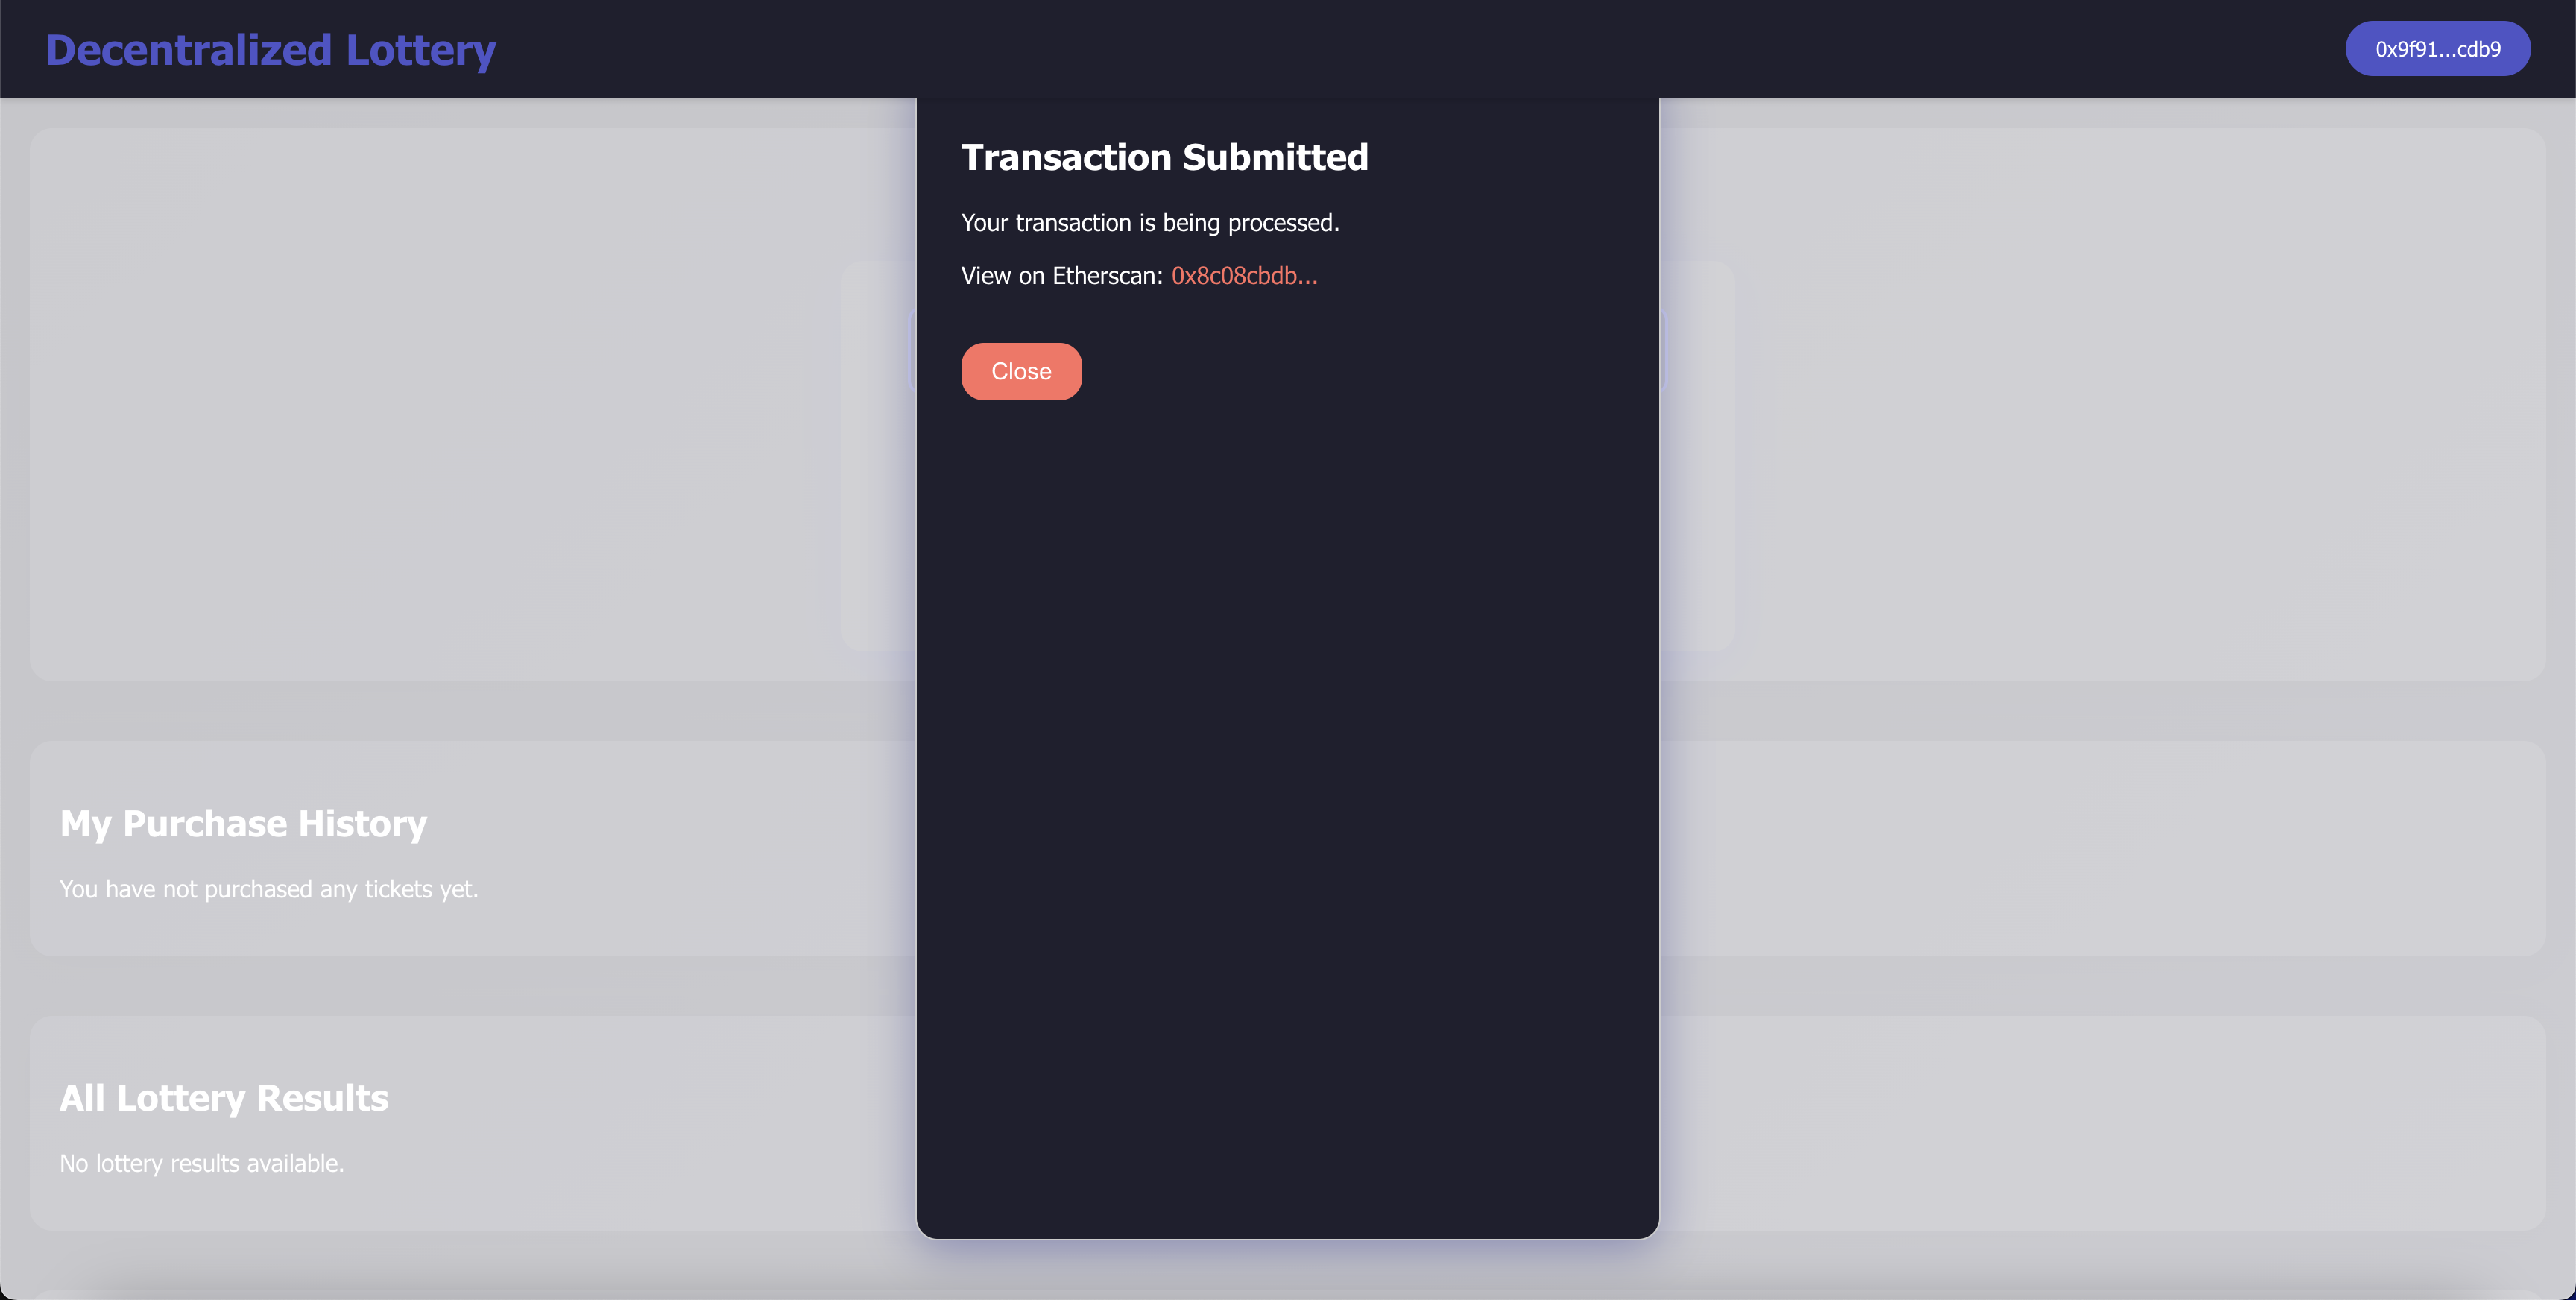 Decentralized Lottery
0x9f91...cdb9
Transaction Submitted
Your transaction is being processed.
View on Etherscan: 0x8c08cbdb...
Close
My Purchase History
You have not purchased any tickets yet.
All Lottery Results
No lottery results available.